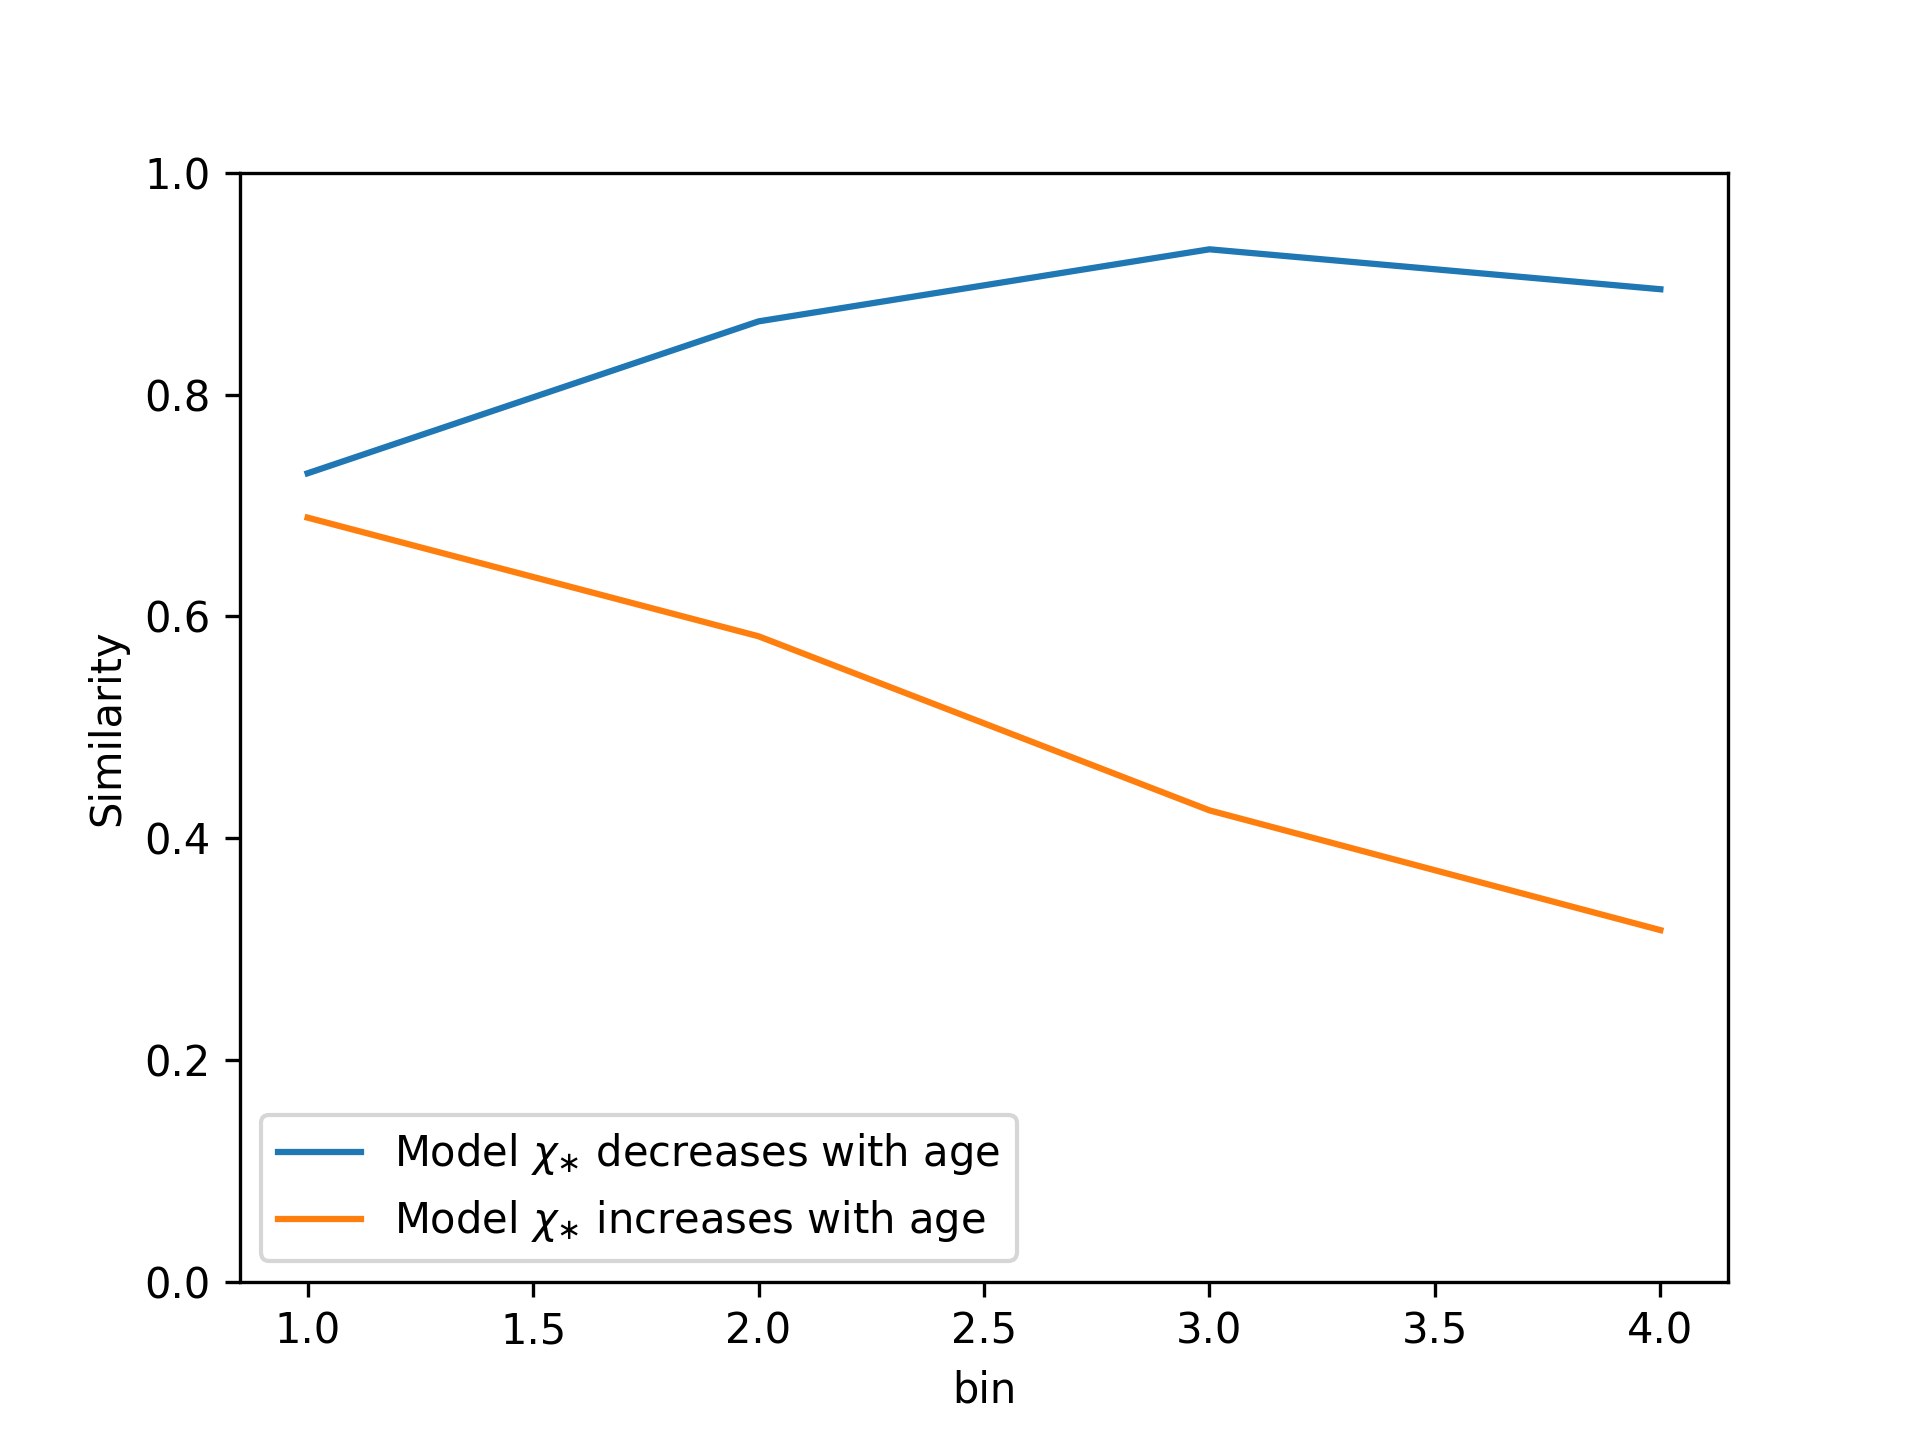 1.0
0.8
0.6
0.4
0.2
0.0
Similarity
Model χ∗ decreases with age
Model χ∗ increases with age
1.0 1.5 2.0 2.5 3.0 3.5 4.0
bin